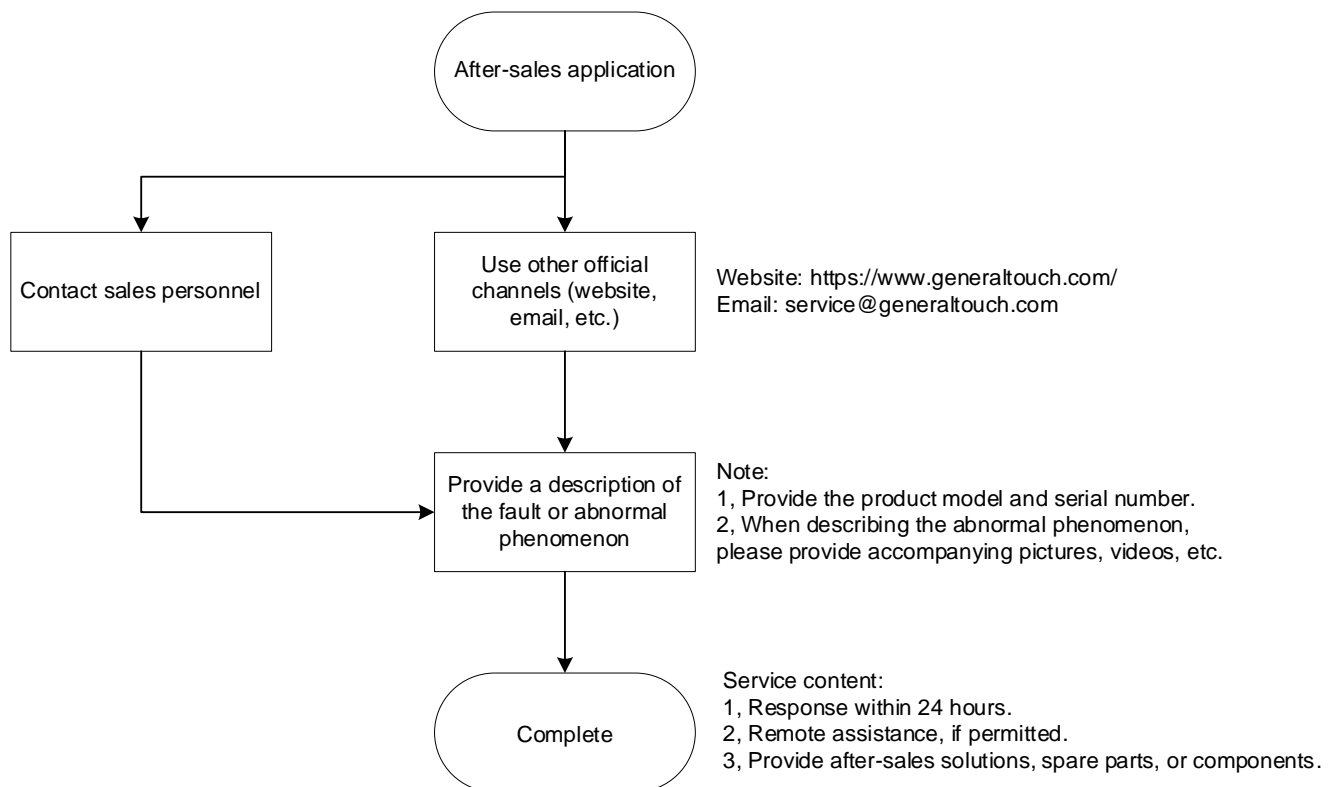 After-sales application
Contact sales personnel
Use other official
channels (website,
email, etc.)
Website: https://www.generaltouch.com/
Email: service@generaltouch.com
Provide a description of
the fault or abnormal
phenomenon
Note:
1, Provide the product model and serial number.
2, When describing the abnormal phenomenon,
please provide accompanying pictures, videos, etc.
Complete
Service content:
1, Response within 24 hours.
2, Remote assistance, if permitted.
3, Provide after-sales solutions, spare parts, or components.